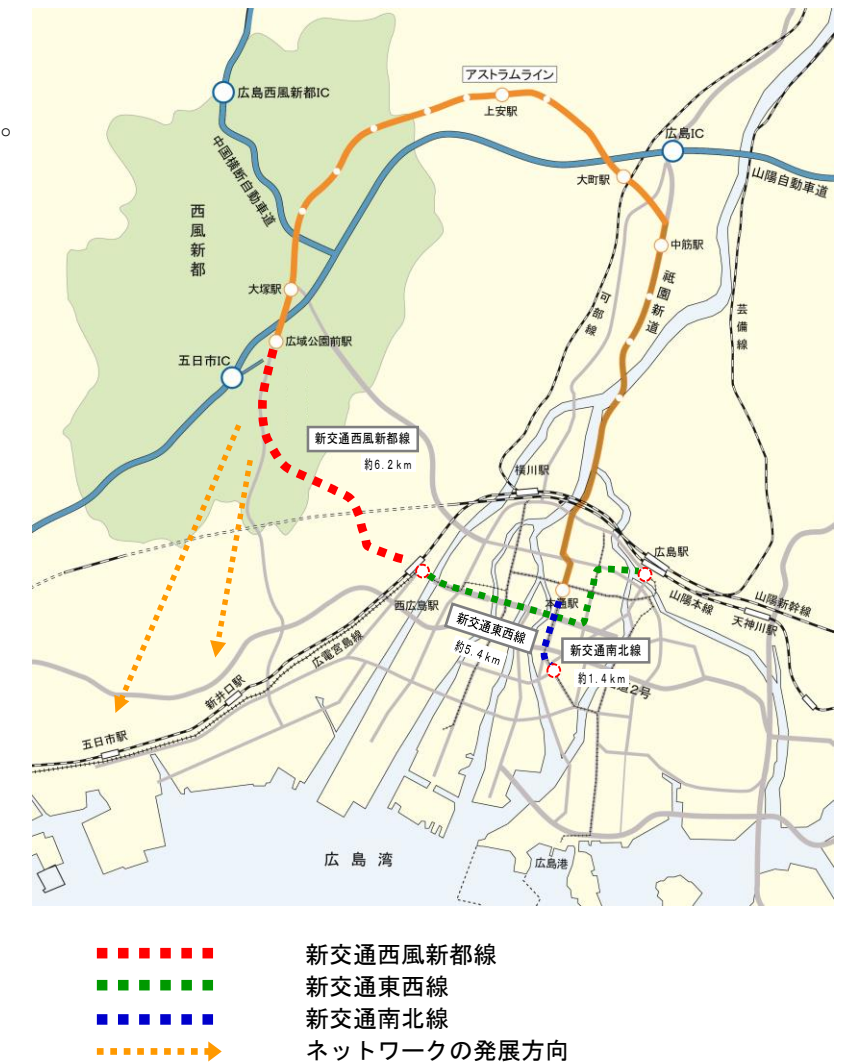 。
アストラムライン
上安駅
広島西風新都IC
広島IC
中国横断自動車道
大町駅
山陽自動車道
西風新都
中筋駅
大塚駅
祇園新道
可部線
芸備線
広域公園前駅
五日市IC
新交通西風新都線
約6.2km
横川駅
広島駅
本通駅
西広島駅
山陽本線
山陽新幹線
天神川駅
新交通東西線
約5.4km
新交通南北線
約1.4km
道2号
広電宮島線
新井口駅
五日市駅
広島湾
広島港
新交通西風新都線
新交通東西線
新交通南北線
ネットワークの発展方向